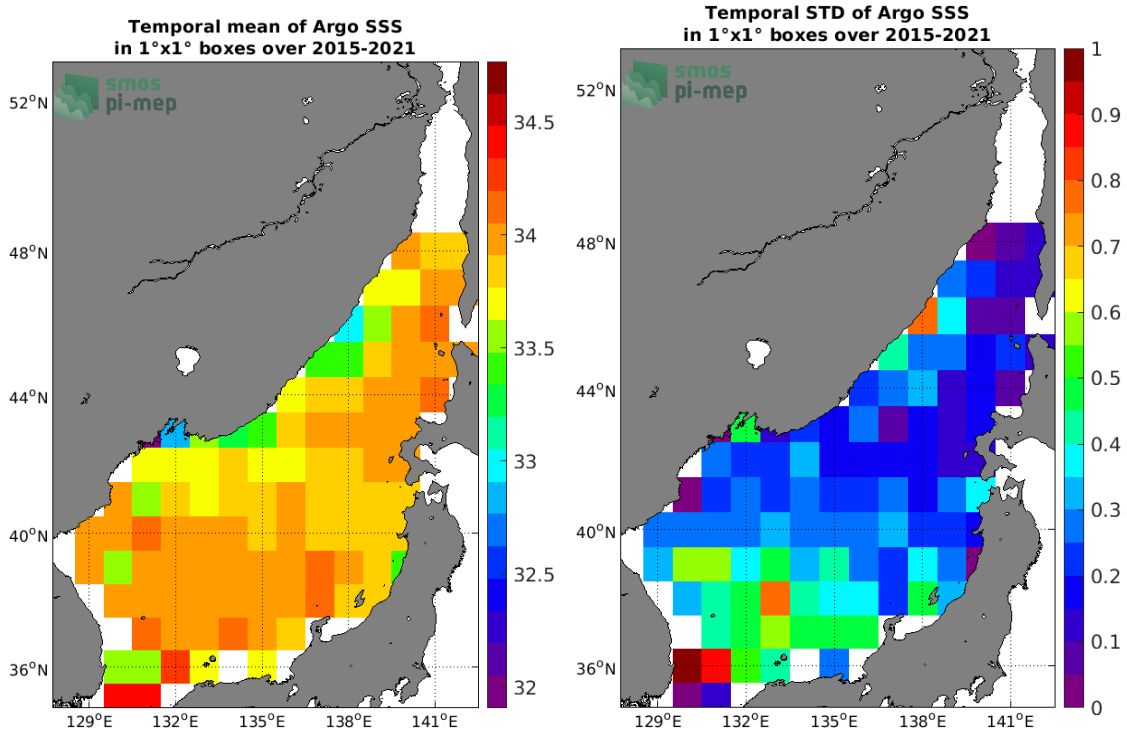 Temporal mean of Argo SSS
in 1°x1° boxes over 2015-2021
smos
pi-mep
52°N
48°N
44°N
40°N
36°N
129°E
132°E
135°E
138°E
141°E
34.5
34
33.5
33
32.5
32
Temporal STD of Argo SSS
in 1°x1° boxes over 2015-2021
smos
pi-mep
52°N
48°N
44°N
40°N
36°N
129°E
132°E
135°E
138°E
141°E
1
0.9
0.8
0.7
0.6
0.5
0.4
0.3
0.2
0.1
0